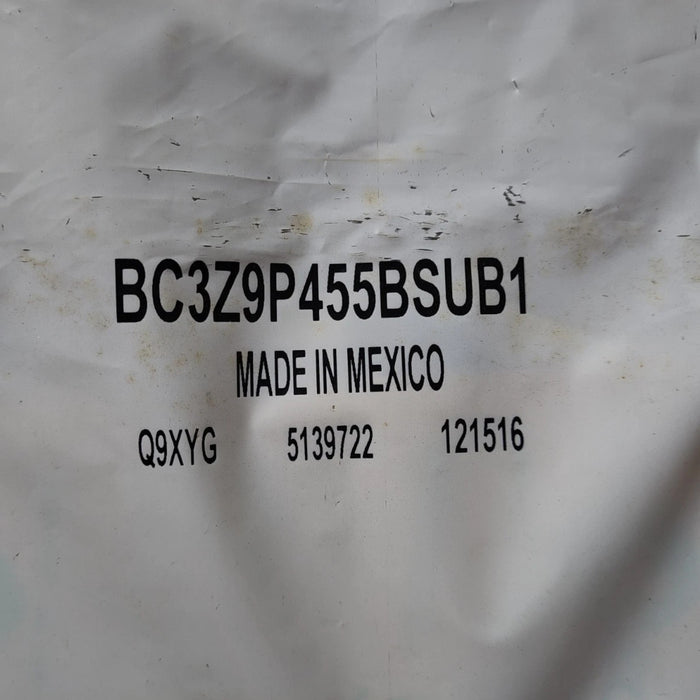 BC3Z9P455BSUB1
MADE IN MEXICO
Q9XYG 5139722 121516